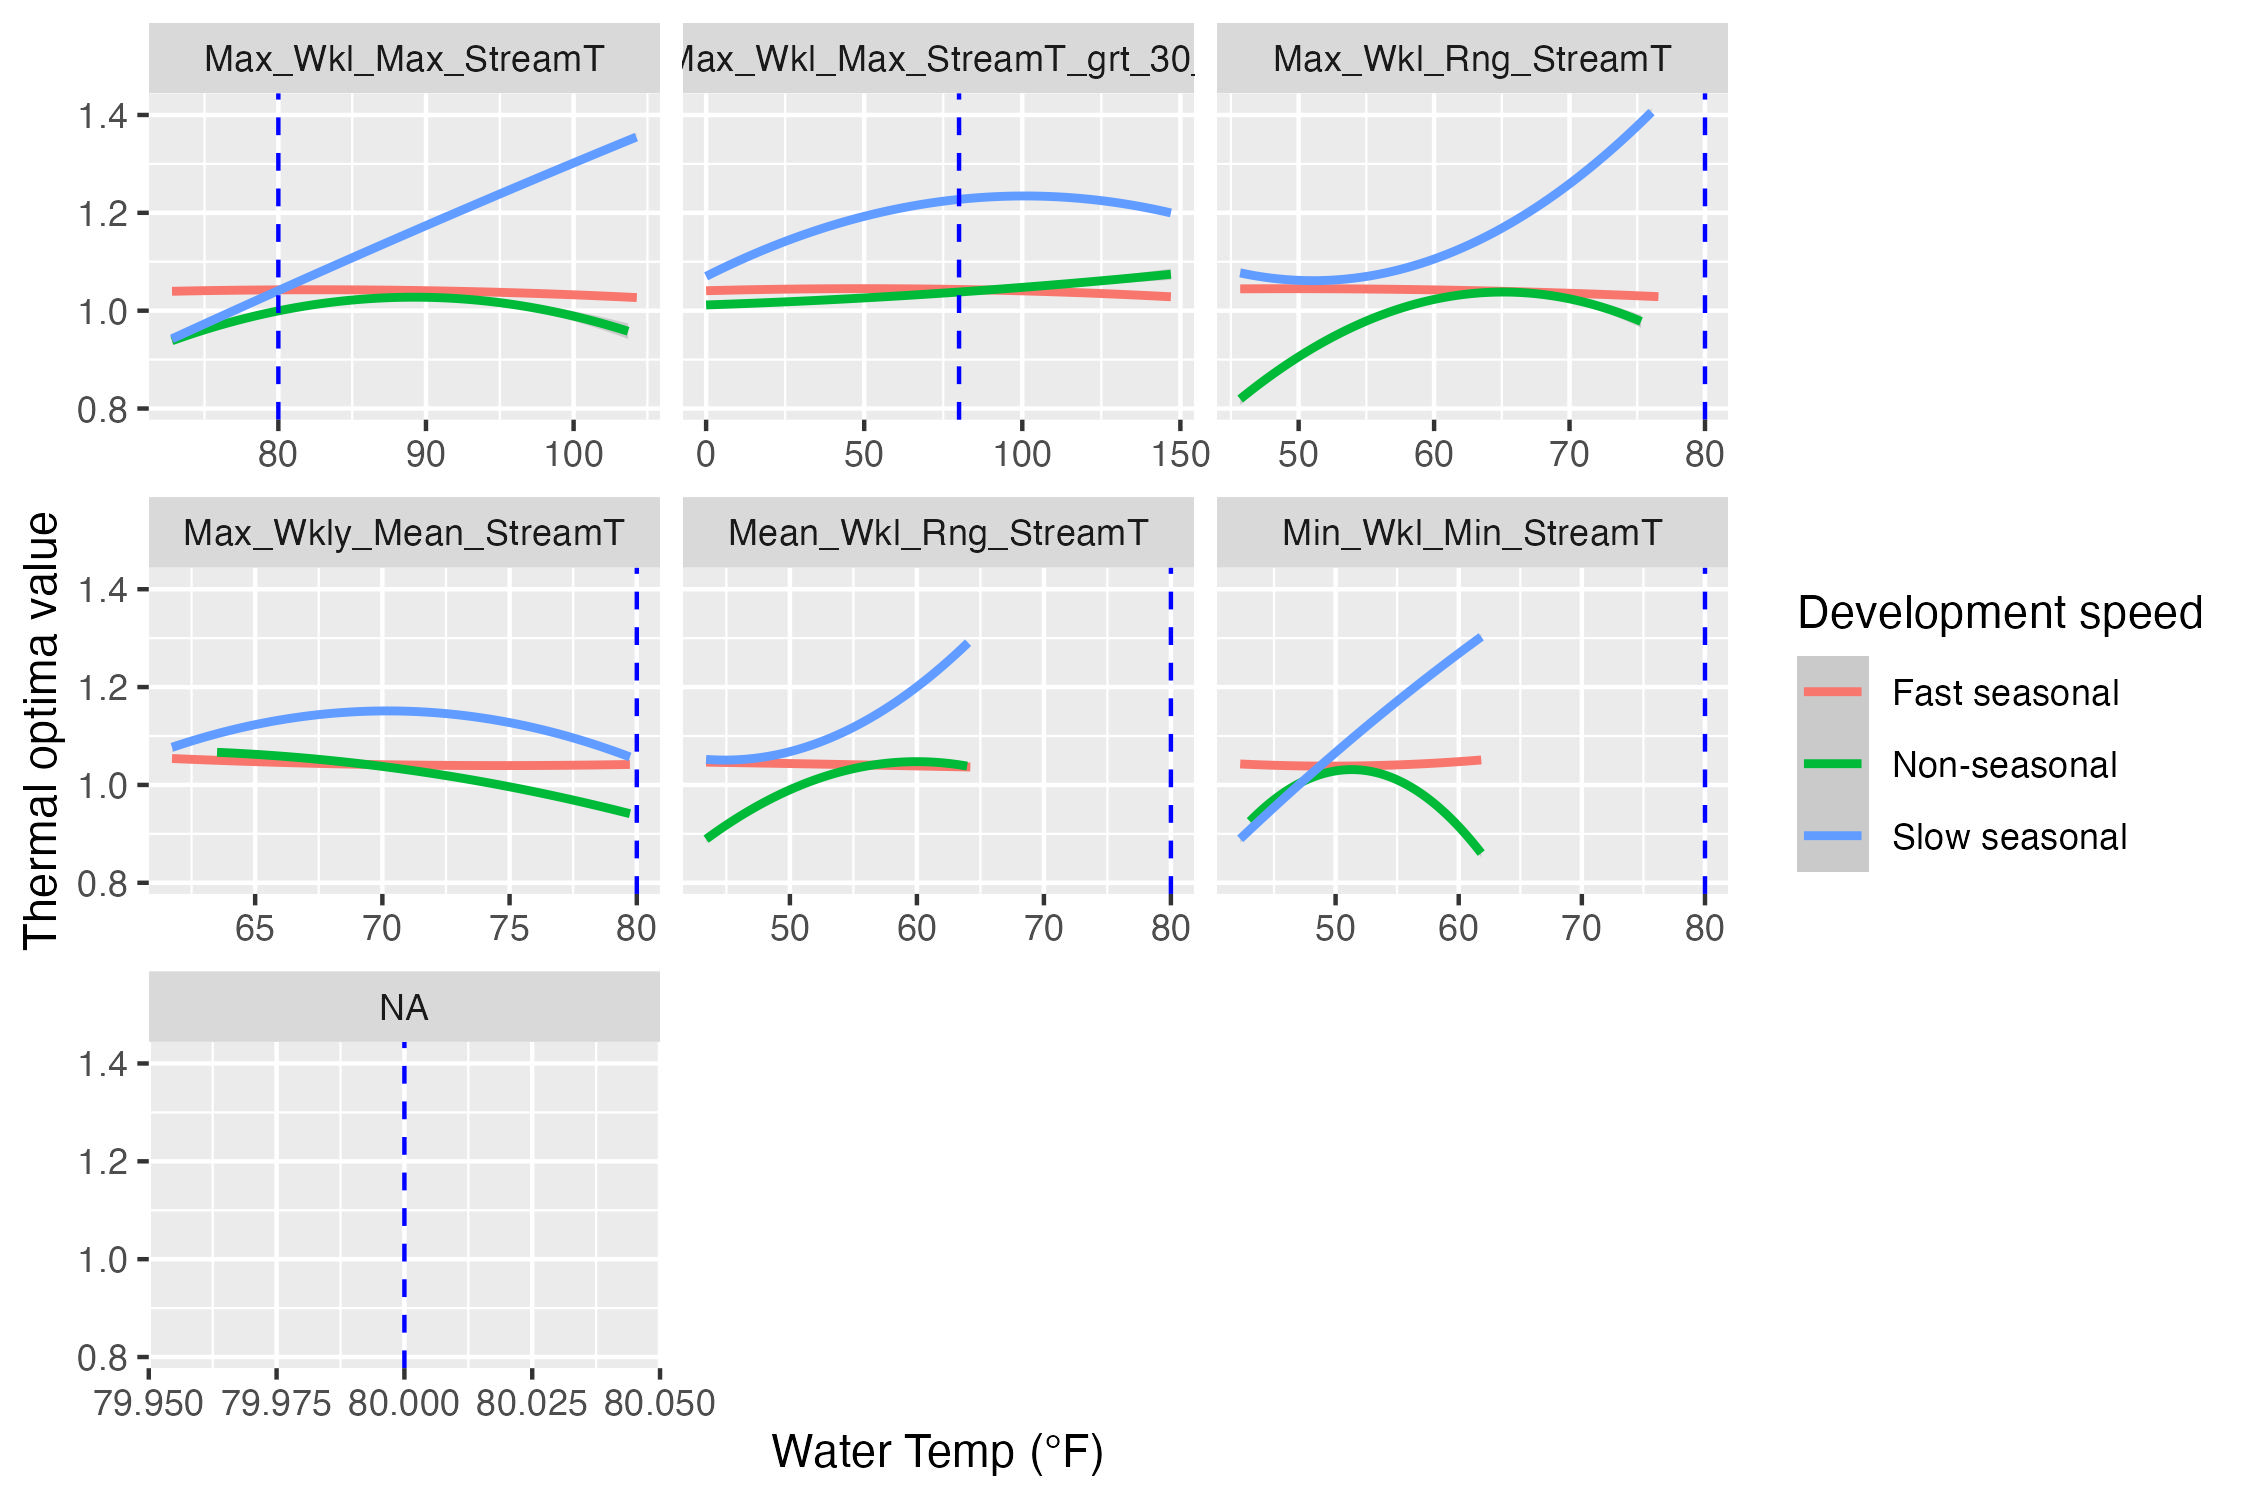 Max_Wkl_Max_StreamT
Max_Wkl_Max_StreamT_grt_30_
Max_Wkl_Rng_StreamT
1.4
1.2
1.0
0.8
80 90 100
0 50 100 150
50 60 70 80
Max_Wkly_Mean_StreamT
Mean_Wkl_Rng_StreamT
Min_Wkl_Min_StreamT
1.4
1.2
1.0
0.8
65 70 75 80
50 60 70 80
50 60 70 80
NA
1.4
1.2
1.0
0.8
79.950 79.975 80.000 80.025 80.050
Thermal optima value
Water Temp (°F)
Development speed
Fast seasonal
Non-seasonal
Slow seasonal